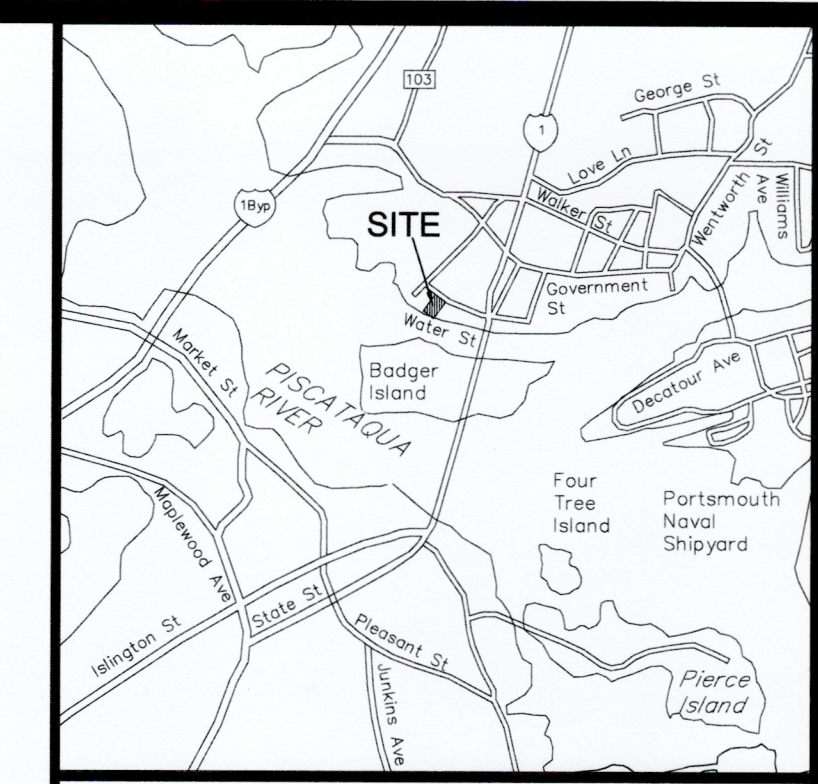 103
George St
1
Love Ln
St
1Byp
Walker St
Wentworth
Ave
Williams
SITE
Government
St
Water St
Market St
PISCATAQUA
RIVER
Badger
Island
Decatour Ave
Four
Tree
Island
Portsmouth
Naval
Shipyard
Maplewood Ave
State St
Islington St
Pleasant St
Junkins Ave
Pierce
Island